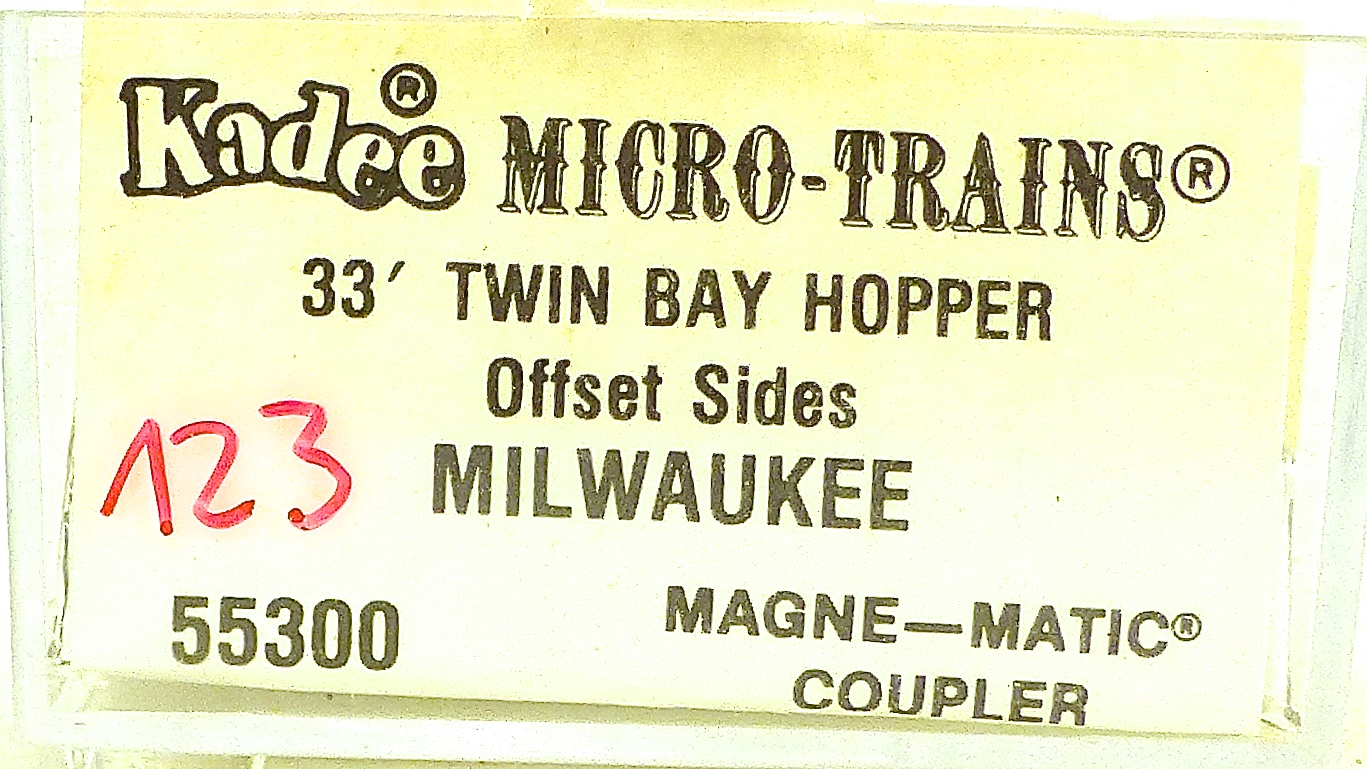 Kadee® MICRO-TRAINS®
33′ TWIN BAY HOPPER
Offset Sides
123
MILWAUKEE
55300
MAGNE—MATIC®
COUPLER